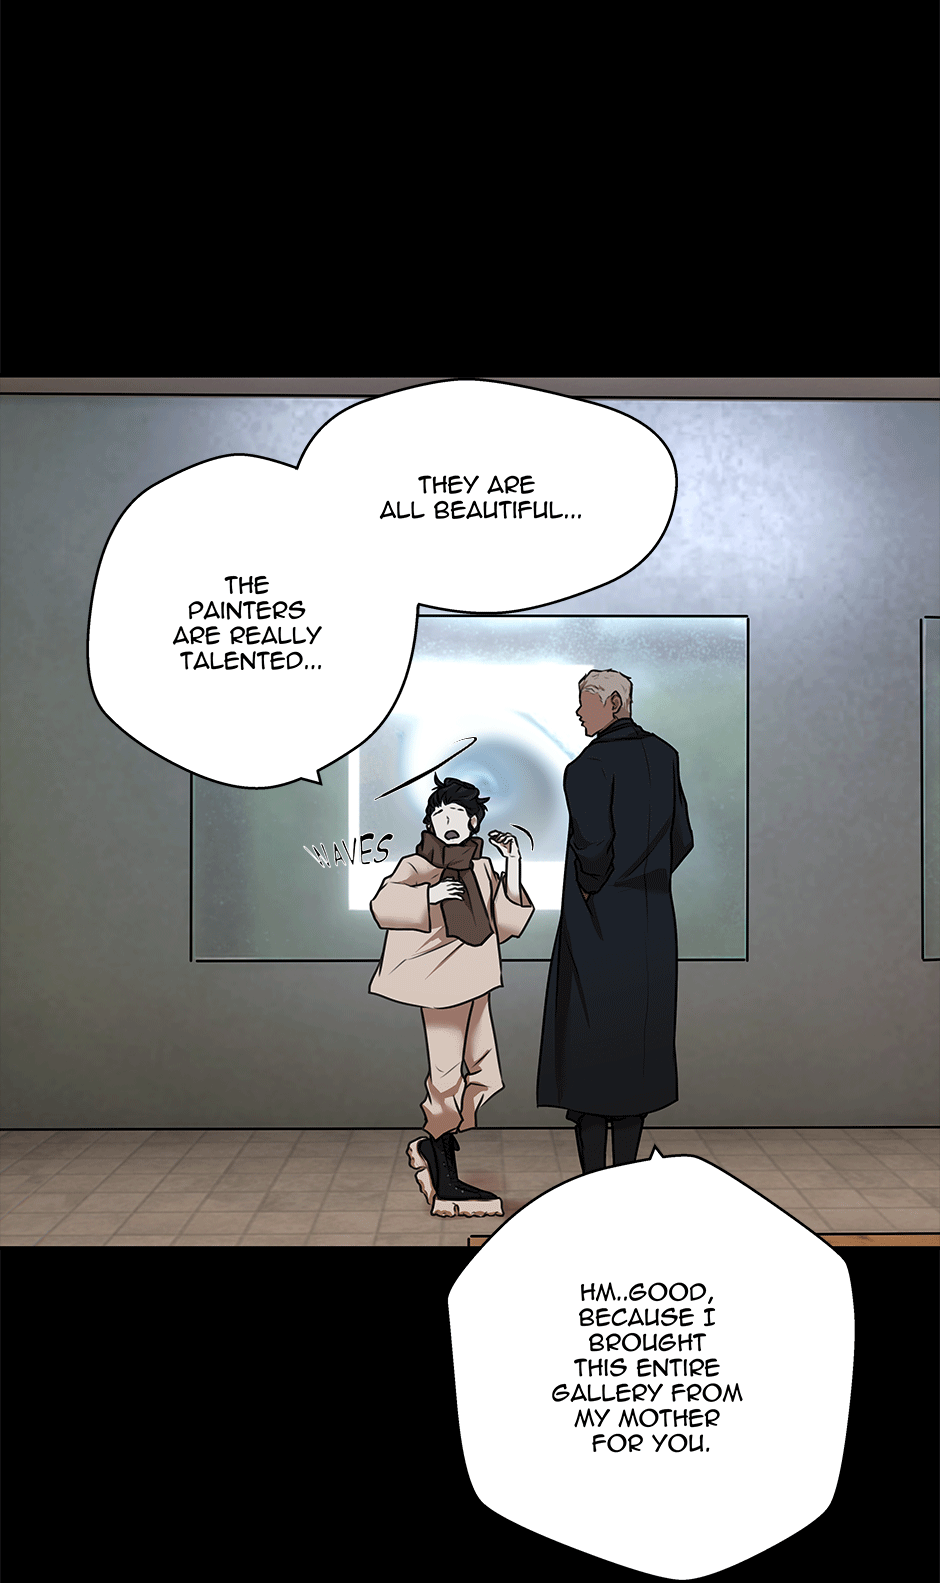 THEY ARE
ALL BEAUTIFUL...
THE
PAINTERS
ARE REALLY
TALENTED...
WAVES
HM..GOOD,
BECAUSE I
BROUGHT
THIS ENTIRE
GALLERY FROM
MY MOTHER
FOR YOU.